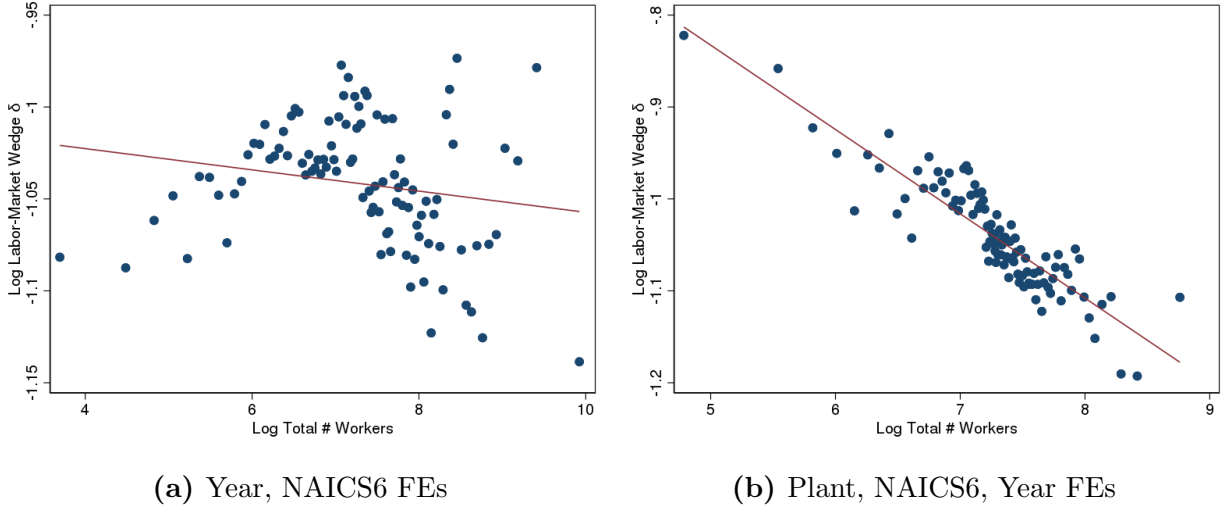 -.95
-1
-1.05
-1.1
-1.15
Log Labor-Market Wedge δ
4 6 8 10
Log Total # Workers
(a) Year, NAICS6 FEs
-.8
-.9
-1
-1.1
-1.2
Log Labor-Market Wedge δ
5 6 7 8 9
Log Total # Workers
(b) Plant, NAICS6, Year FEs